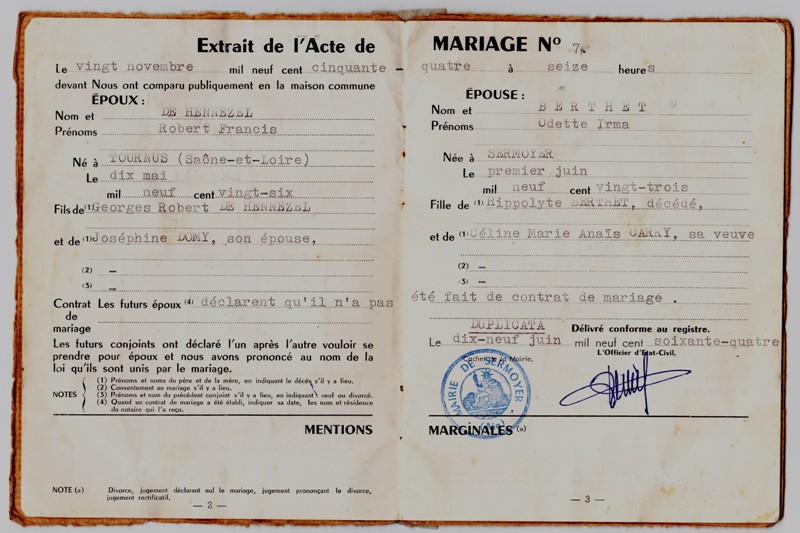 Extrait de l'Acte de MARIAGE Nº 7.
Le vingt novembre mil neuf cent cinquante - quatre à seize heures
devant Nous ont comparu publiquement en la maison commune
ÉPOUX :
Nom et DE HENNEZEL
Prénoms Robert Francis
Né à TOURNUS (Saône-et-Loire)
Le dix mai
mil neuf cent vingt-six
Fils de (1) Georges Robert DE HENNEZEL
et de (1) Joséphine DOMY, son épouse,
(2) —
(3) —
ÉPOUSE :
Nom et BERTHET
Prénoms Odette Irma
Née à SERMOYER
Le premier juin
mil neuf cent vingt-trois
Fille de (1) Hippolyte BERTHET, décédé,
et de (1) Céline Marie Anaïs CARRY, sa veuve
(2) —
(3) —
Contrat Les futurs époux (4) déclarent qu'il n'a pas été fait de contrat de mariage .
de
mariage
Les futurs conjoints ont déclaré l'un après l'autre vouloir se
prendre pour époux et nous avons prononcé au nom de la
loi qu'ils sont unis par le mariage.
NOTES
(1) Prénoms et noms du père et de la mère, en indiquant le décès s'il y a lieu.
(2) Consentement au mariage s'il y a lieu.
(3) Prénoms et nom du précédent conjoint s'il y a lieu, en indiquant veuf ou divorcé.
(4) Quand un contrat de mariage a été établi, indiquer sa date, les nom et résidence
du notaire qui l'a reçu.
DUPLICATA Délivré conforme au registre.
Le dix-neuf juin mil neuf cent soixante-quatre
Cachet de la Mairie, L'Officier d'État-Civil,
MAIRIE DE SERMOYER
(Ain)
MENTIONS MARGINALES (a)
NOTE (a) Divorce, jugement déclarant nul le mariage, jugement prononçant le divorce,
jugement rectificatif.
— 2 —
— 3 —